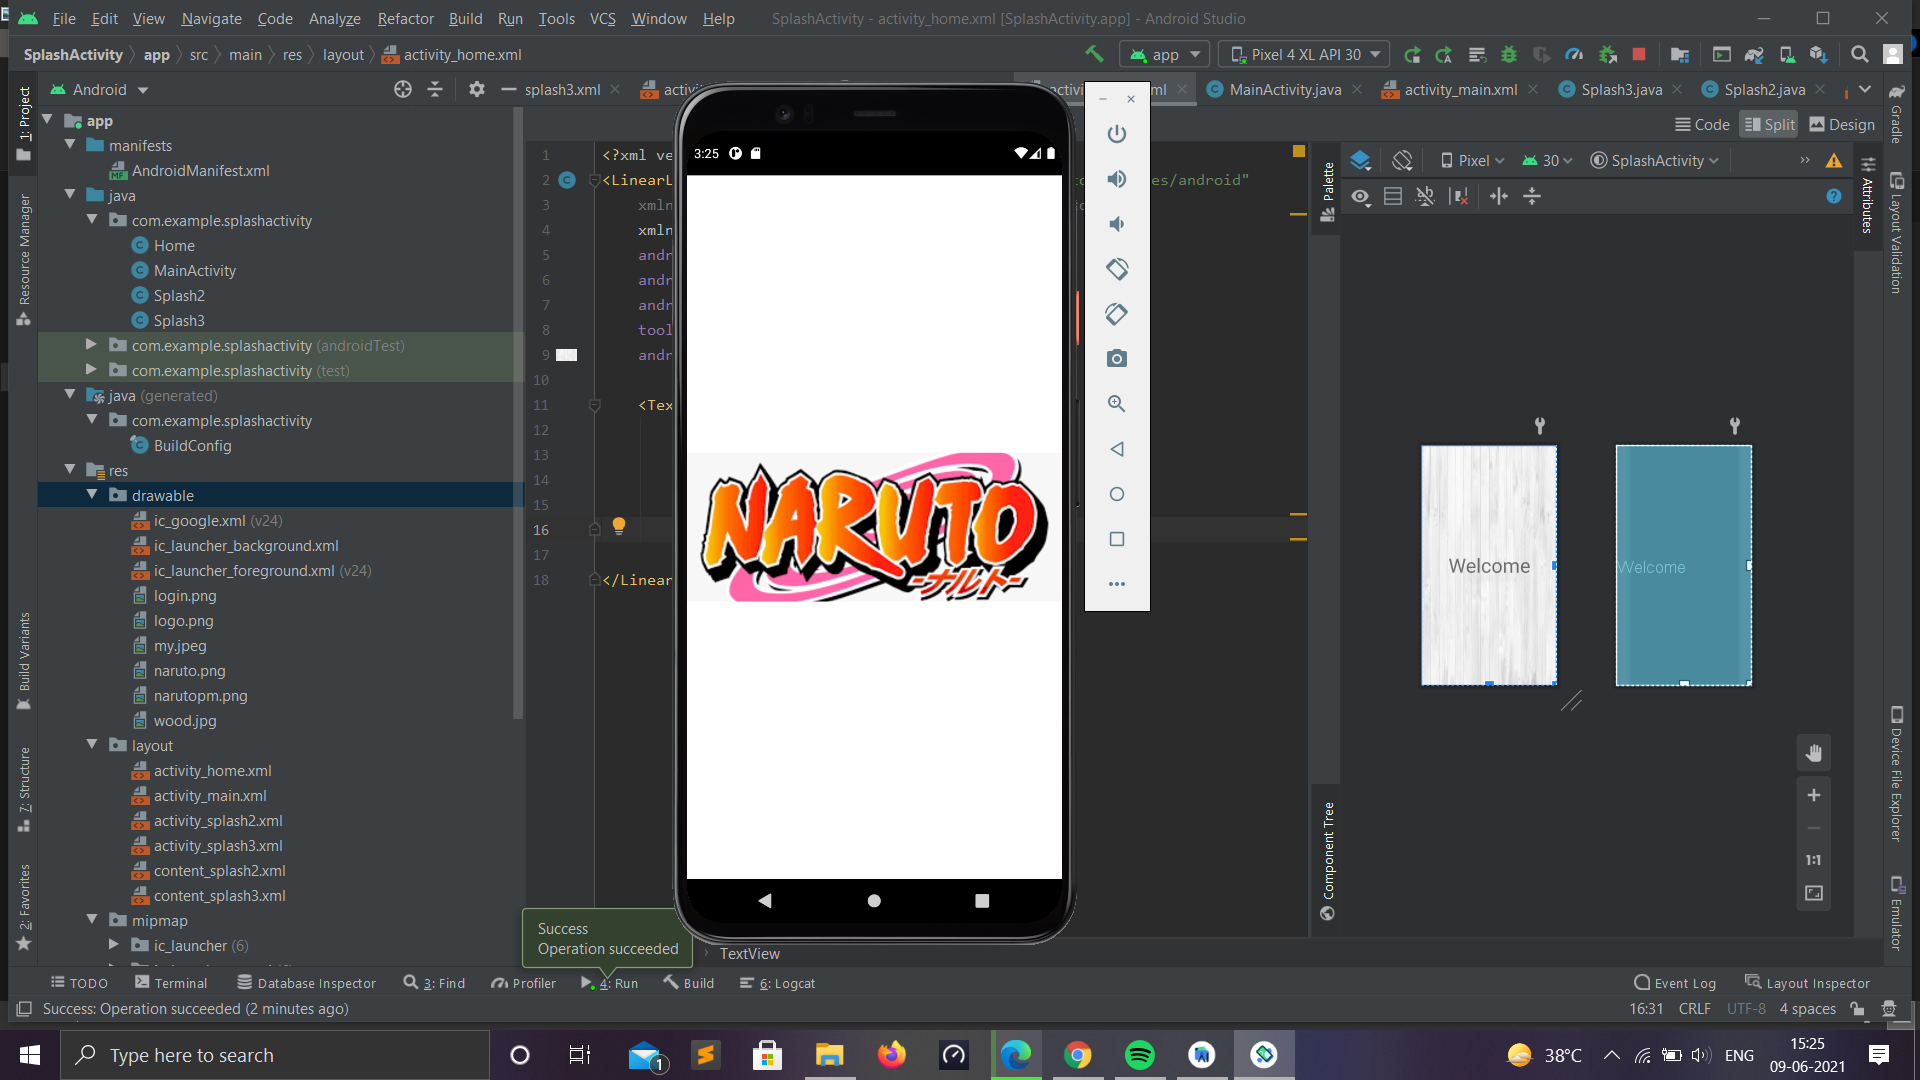 File Edit View Navigate Code Analyze Refactor Build Run Tools VCS Window Help SplashActivity - activity_home.xml [SplashActivity.app] - Android Studio
SplashActivity app src main res layout activity_home.xml app Pixel 4 XL API 30
Android splash3.xml MainActivity.java activity_main.xml Splash3.java Splash2.java
Code Split Design
1: Project
Resource Manager
Build Variants
7: Structure
2: Favorites
app
manifests
AndroidManifest.xml
java
com.example.splashactivity
Home
MainActivity
Splash2
Splash3
com.example.splashactivity (androidTest)
com.example.splashactivity (test)
java (generated)
com.example.splashactivity
BuildConfig
res
drawable
ic_google.xml (v24)
ic_launcher_background.xml
ic_launcher_foreground.xml (v24)
login.png
logo.png
my.jpeg
naruto.png
narutopm.png
wood.jpg
layout
activity_home.xml
activity_main.xml
activity_splash2.xml
activity_splash3.xml
content_splash2.xml
content_splash3.xml
mipmap
ic_launcher (6)
1 <?xml ve
2 <LinearL es/android"
3 xmln
4 xmln
5 andr
6 andr
7 andr
8 tool
9 andr
10
11 <Tex
12
13
14
15
16
17
18 </Linear
3:25
NARUTO
-ナルト-
Palette
Component Tree
Pixel 30 SplashActivity
Welcome
Welcome
1:1
Attributes
Gradle
Layout Validation
Device File Explorer
Emulator
Success
Operation succeeded
TextView
TODO Terminal Database Inspector 3: Find Profiler 4: Run Build 6: Logcat Event Log Layout Inspector
Success: Operation succeeded (2 minutes ago) 16:31 CRLF UTF-8 4 spaces
Type here to search 1 38°C ENG 15:25
09-06-2021